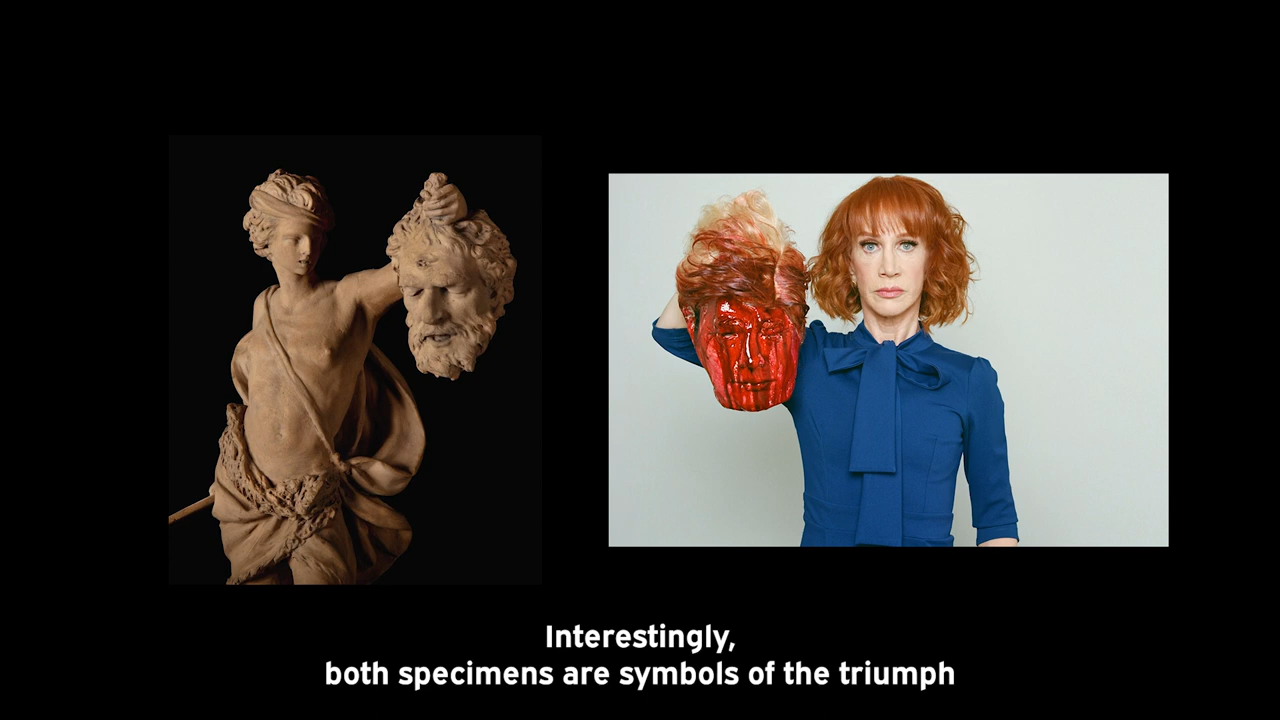 Interestingly,
both specimens are symbols of the triumph